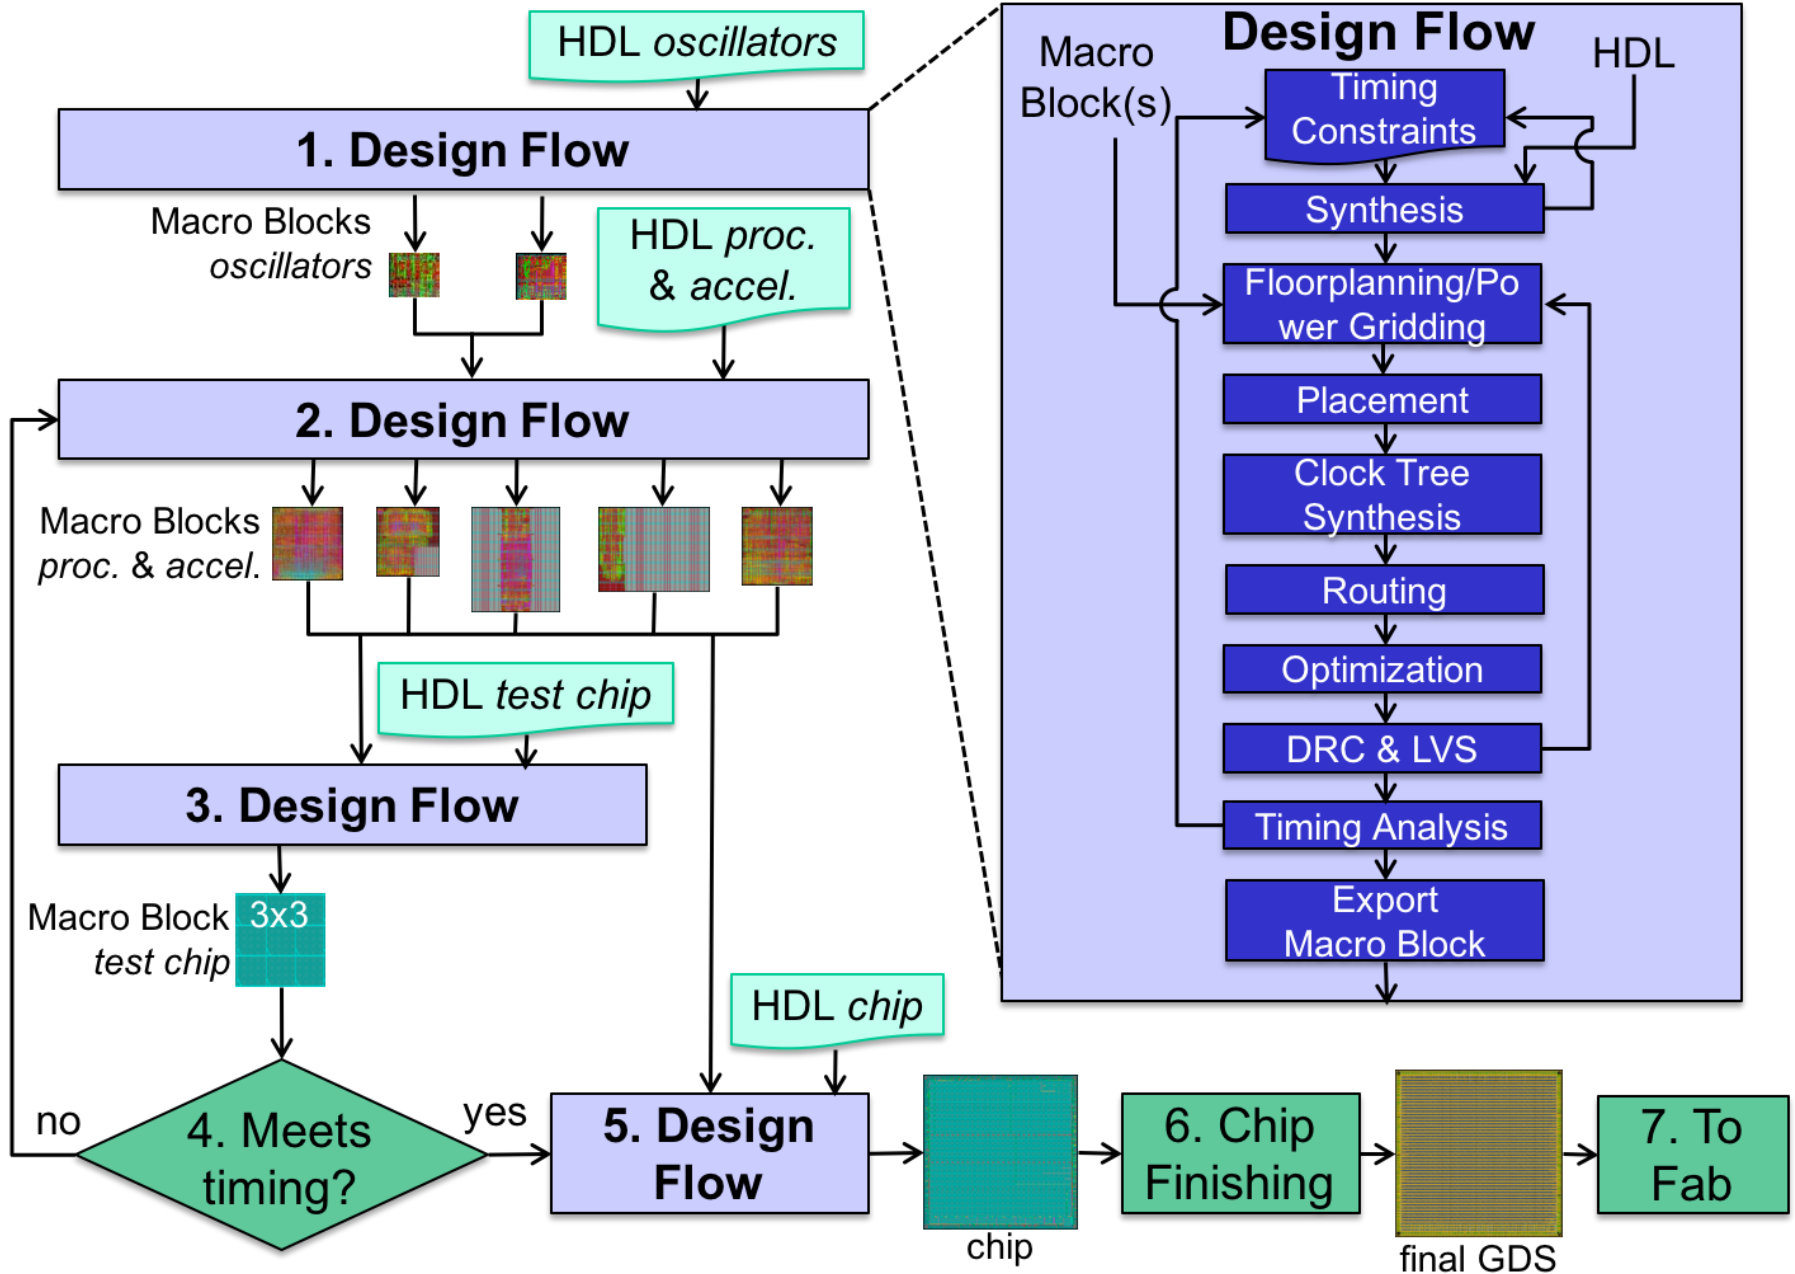 HDL oscillators
1. Design Flow
Macro Blocks
oscillators
HDL proc.
& accel.
2. Design Flow
Macro Blocks
proc. & accel.
HDL test chip
3. Design Flow
Macro Block
test chip
3x3
4. Meets
timing?
no
yes
HDL chip
5. Design
Flow
chip
6. Chip
Finishing
final GDS
7. To
Fab
Design Flow
Macro
Block(s)
HDL
Timing
Constraints
Synthesis
Floorplanning/Po
wer Gridding
Placement
Clock Tree
Synthesis
Routing
Optimization
DRC & LVS
Timing Analysis
Export
Macro Block